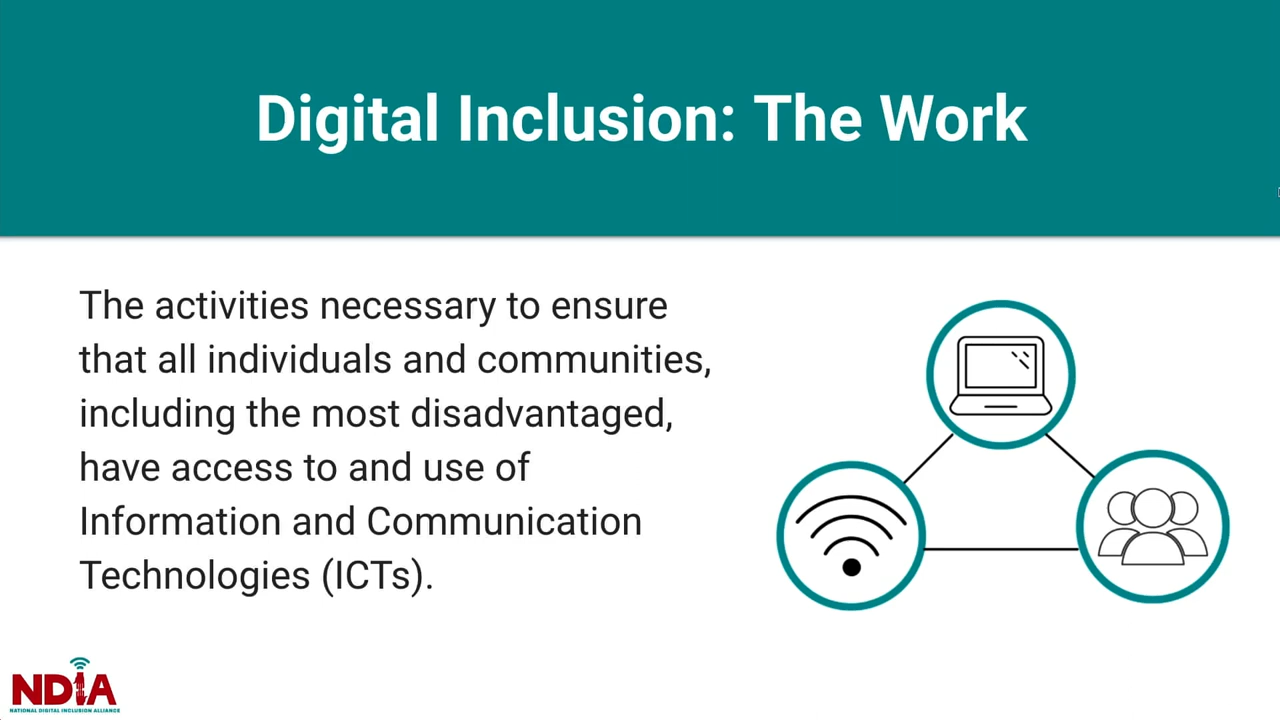 Digital Inclusion: The Work
The activities necessary to ensure
that all individuals and communities,
including the most disadvantaged,
have access to and use of
Information and Communication
Technologies (ICTs).
NDIA
NATIONAL DIGITAL INCLUSION ALLIANCE